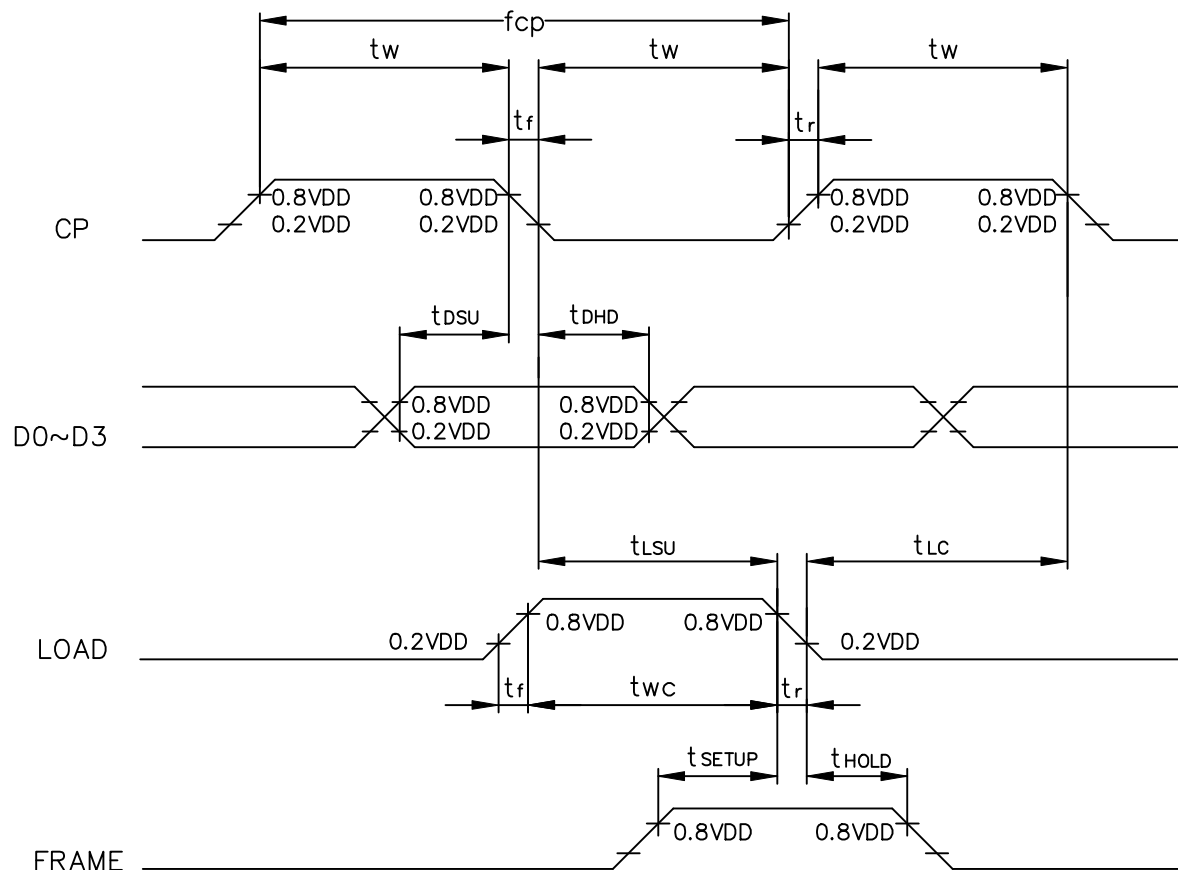 fcp
tw tw tw
tf tr
CP 0.8VDD 0.8VDD 0.8VDD 0.8VDD
0.2VDD 0.2VDD 0.2VDD 0.2VDD
tDSU tDHD
D0~D3 0.8VDD 0.8VDD
0.2VDD 0.2VDD
tLSU tLC
LOAD 0.2VDD 0.8VDD 0.8VDD 0.2VDD
tf twc tr
tSETUP tHOLD
FRAME 0.8VDD 0.8VDD